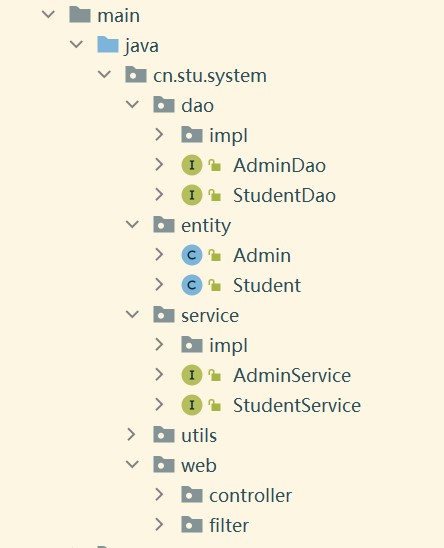 main
java
cn.stu.system
dao
impl
I AdminDao
I StudentDao
entity
C Admin
C Student
service
impl
I AdminService
I StudentService
utils
web
controller
filter